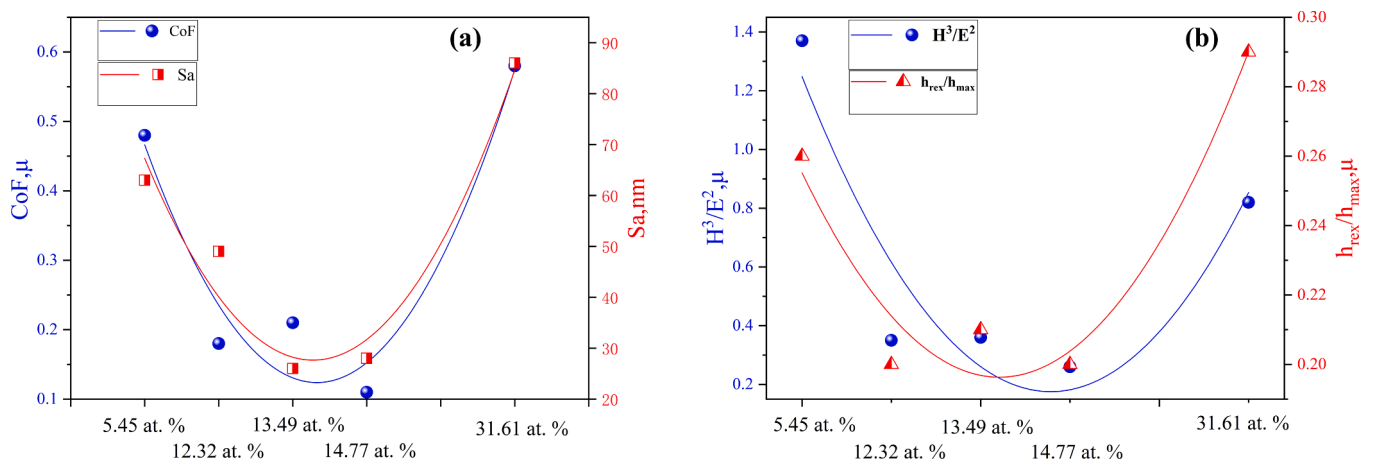 (a)
CoF
Sa
CoF,μ
0.6
0.5
0.4
0.3
0.2
0.1
90
80
70
60
50
40
30
20
Sa,nm
5.45 at. %
13.49 at. %
31.61 at. %
12.32 at. %
14.77 at. %
(b)
H³/E²
h_rex/h_max
H³/E²,μ
1.4
1.2
1.0
0.8
0.6
0.4
0.2
0.30
0.28
0.26
0.24
0.22
0.20
h_rex/h_max,μ
5.45 at. %
13.49 at. %
31.61 at. %
12.32 at. %
14.77 at. %